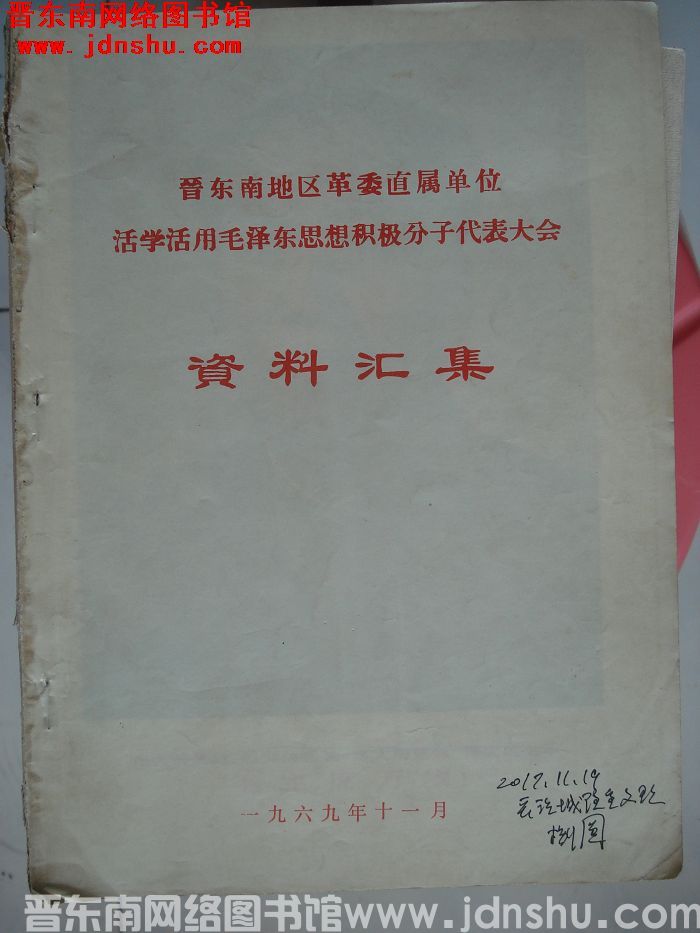 晋东南网络图书馆
www.jdnshu.com
晋东南地区革委直属单位
活学活用毛泽东思想积极分子代表大会
資料汇集
一九六九年十一月
2017.11.19
晋东南网络图书馆www.jdnshu.com